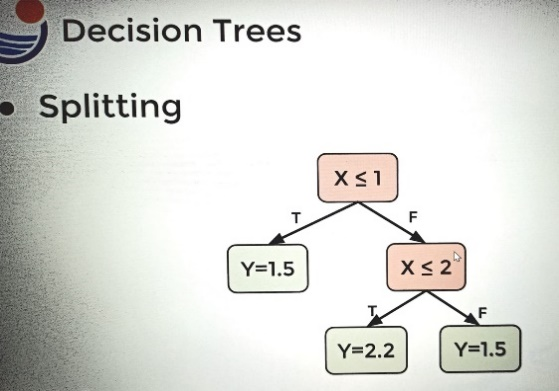 Decision Trees
• Splitting
X ≤ 1
T F
Y=1.5 X ≤ 2
T F
Y=2.2 Y=1.5